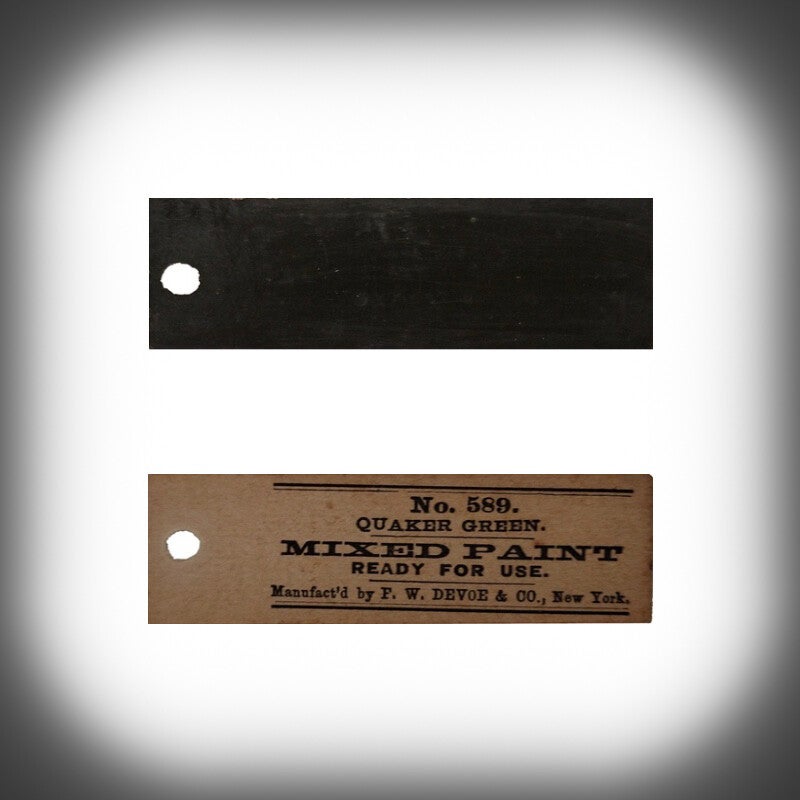 No. 589.
QUAKER GREEN.
MIXED PAINT
READY FOR USE.
Manufact'd by F. W. DEVOE & CO., New York.